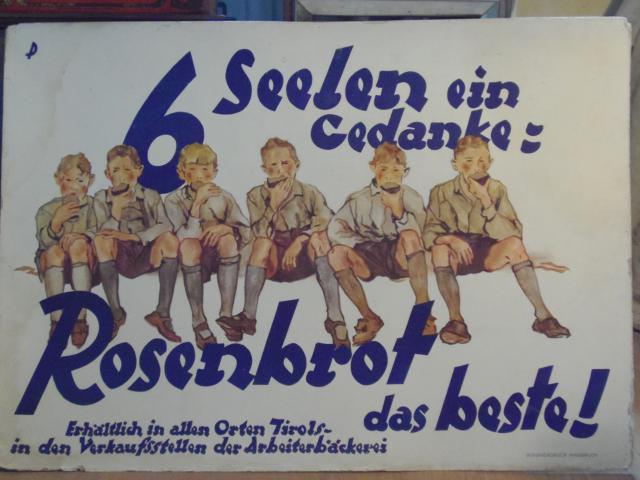 6 Seelen ein
Gedanke:
Rosenbrot
das beste!
Erhältlich in allen Orten Tirols-
in den Verkaufsstellen der Arbeiterbäckerei